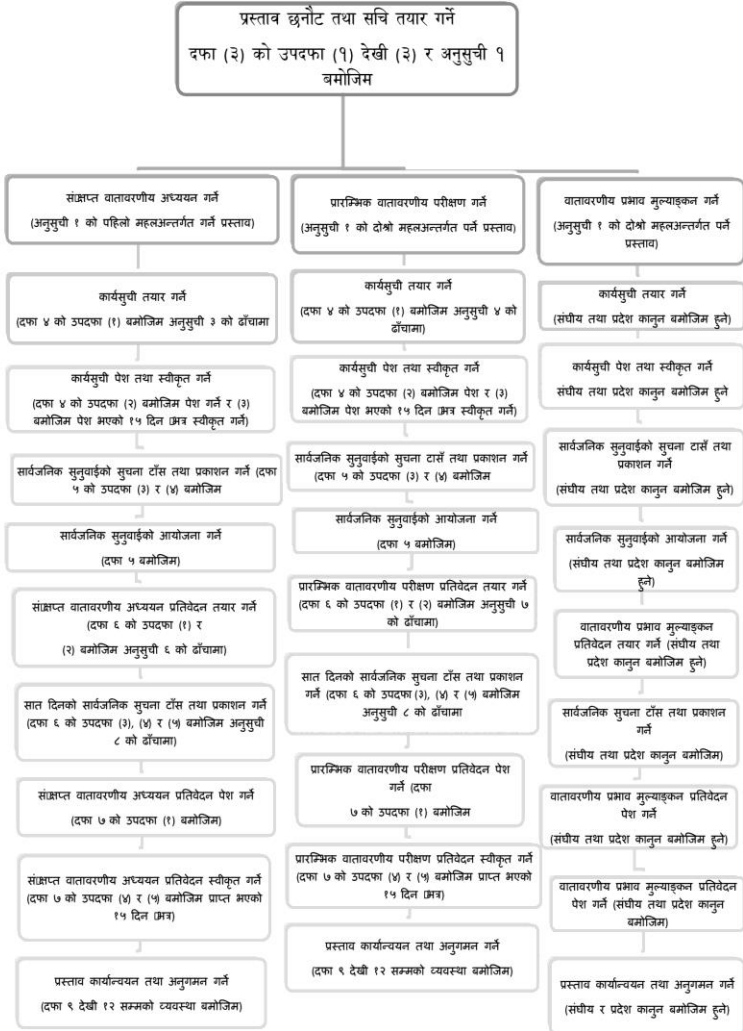 प्रस्ताव छनौट तथा सचि तयार गर्ने
दफा (३) को उपदफा (१) देखी (३) र अनुसुची १
बमोजिम
संक्षिप्त वातावरणीय अध्ययन गर्ने
(अनुसुची १ को पहिलो महलअन्तर्गत गर्ने प्रस्ताव)
कार्यसुची तयार गर्ने
(दफा ४ को उपदफा (१) बमोजिम अनुसुची ३ को ढाँचामा
कार्यसुची पेश तथा स्वीकृत गर्ने
(दफा ४ को उपदफा (२) बमोजिम पेश गर्ने र (३)
बमोजिम पेश भएको १५ दिन भित्र स्वीकृत गर्ने)
सार्वजनिक सुनुवाईको सुचना टाँस तथा प्रकाशन गर्ने (दफा
५ को उपदफा (३) र (४) बमोजिम
सार्वजनिक सुनुवाईको आयोजना गर्ने
(दफा ५ बमोजिम)
संक्षिप्त वातावरणीय अध्ययन प्रतिवेदन तयार गर्ने
(दफा ६ को उपदफा (१) र
(२) बमोजिम अनुसुची ६ को ढाँचामा)
सात दिनको सार्वजनिक सुचना टाँस तथा प्रकाशन गर्ने
(दफा ६ को उपदफा (३), (४) र (५) बमोजिम अनुसुची
८ को ढाँचामा)
संक्षिप्त वातावरणीय अध्ययन प्रतिवेदन पेश गर्ने
(दफा ७ को उपदफा (१) बमोजिम)
संक्षिप्त वातावरणीय अध्ययन प्रतिवेदन स्वीकृत गर्ने
(दफा ७ को उपदफा (४) र (५) बमोजिम प्राप्त भएको
१५ दिन भित्र)
प्रस्ताव कार्यान्वयन तथा अनुगमन गर्ने
(दफा ९ देखी १२ सम्मको व्यवस्था बमोजिम)
प्रारम्भिक वातावरणीय परीक्षण गर्ने
(अनुसुची १ को दोश्रो महलअन्तर्गत पर्ने प्रस्ताव)
कार्यसुची तयार गर्ने
(दफा ४ को उपदफा (१) बमोजिम अनुसुची ४ को
ढाँचामा)
कार्यसुची पेश तथा स्वीकृत गर्ने
(दफा ४ को उपदफा (२) बमोजिम पेश र (३)
बमोजिम पेश भएको १५ दिन भित्र स्वीकृत गर्ने)
सार्वजनिक सुनुवाईको सुचना टाँस तथा प्रकाशन गर्ने
(दफा ५ को उपदफा (३) र (४) बमोजिम
सार्वजनिक सुनुवाईको आयोजना गर्ने
(दफा ५ बमोजिम)
प्रारम्भिक वातावरणीय परीक्षण प्रतिवेदन तयार गर्ने
(दफा ६ को उपदफा (१) र (२) बमोजिम अनुसुची ७
को ढाँचामा)
सात दिनको सार्वजनिक सुचना टाँस तथा प्रकाशन
गर्ने (दफा ६ को उपदफा (३), (४) र (५) बमोजिम
अनुसुची ८ को ढाँचामा
प्रारम्भिक वातावरणीय परीक्षण प्रतिवेदन पेश
गर्ने (दफा
७ को उपदफा (१) बमोजिम
प्रारम्भिक वातावरणीय परीक्षण प्रतिवेदन स्वीकृत गर्ने
(दफा ७ को उपदफा (४) र (५) बमोजिम प्राप्त भएको
१५ दिन भित्र)
प्रस्ताव कार्यान्वयन तथा अनुगमन गर्ने
(दफा ९ देखी १२ सम्मको व्यवस्था बमोजिम)
वातावरणीय प्रभाव मुल्याङ्कन गर्ने
(अनुसुची १ को दोश्रो महलअन्तर्गत पर्ने
प्रस्ताव)
कार्यसुची तयार गर्ने
(संघीय तथा प्रदेश कानुन बमोजिम हुने)
कार्यसुची पेश तथा स्वीकृत गर्ने
संघीय तथा प्रदेश कानुन बमोजिम हुने
सार्वजनिक सुनुवाईको सुचना टासँ तथा
प्रकाशन गर्ने
(संघीय तथा प्रदेश कानुन बमोजिम हुने)
सार्वजनिक सुनुवाईको आयोजना गर्ने
(संघीय तथा प्रदेश कानुन बमोजिम
हुने)
वातावरणीय प्रभाव मुल्याङ्कन
प्रतिवेदन तयार गर्ने (संघीय तथा
प्रदेश कानुन बमोजिम हुने)
सार्वजनिक सुचना टाँस तथा प्रकाशन
गर्ने
(संघीय तथा प्रदेश कानुन बमोजिम)
वातावरणीय प्रभाव मुल्याङ्कन प्रतिवेदन
पेश गर्ने
(संघीय तथा प्रदेश कानुन बमोजिम हुने)
वातावरणीय प्रभाव मुल्याङ्कन प्रतिवेदन
पेश गर्ने (संघीय तथा प्रदेश कानुन
बमोजिम)
प्रस्ताव कार्यान्वयन तथा अनुगमन गर्ने
(संघीय र प्रदेश कानुन बमोजिम हुने)